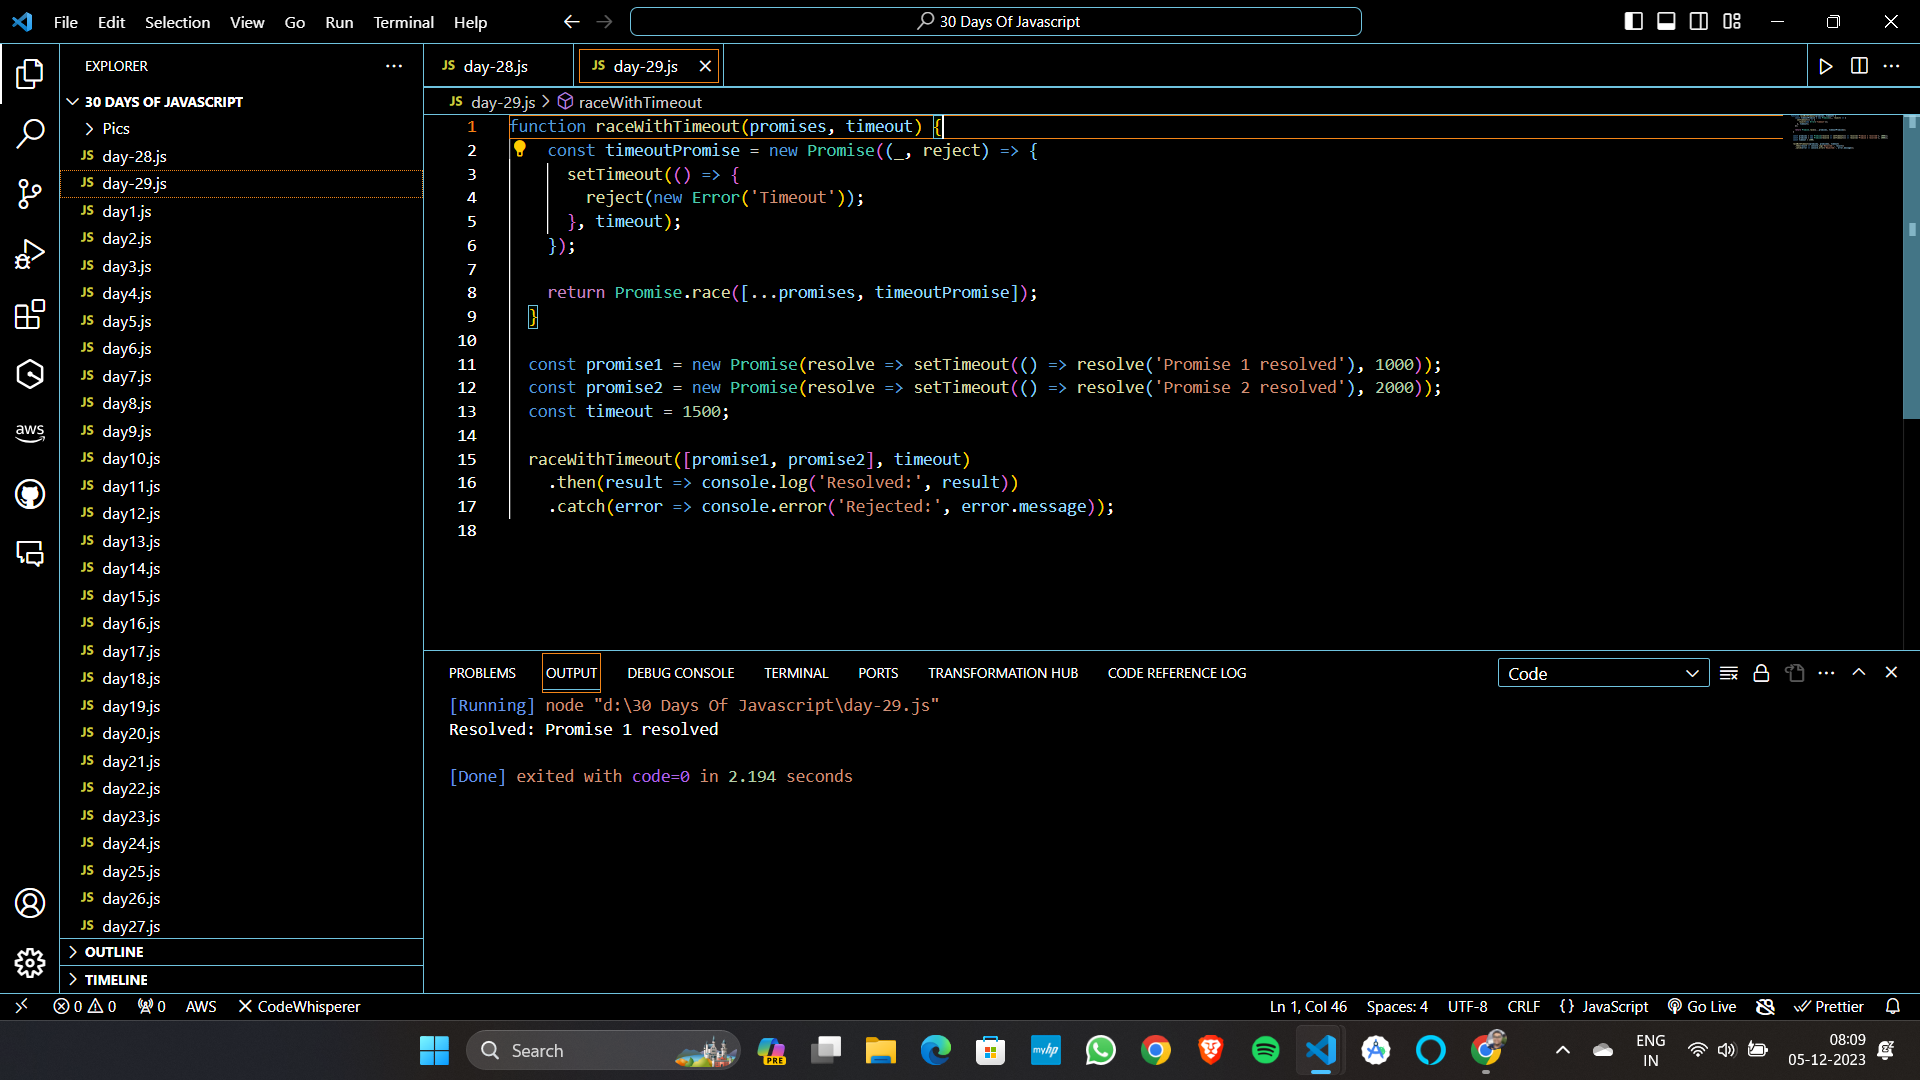 File Edit Selection View Go Run Terminal Help
30 Days Of Javascript
EXPLORER
30 DAYS OF JAVASCRIPT
Pics
JS day-28.js
JS day-29.js
JS day1.js
JS day2.js
JS day3.js
JS day4.js
JS day5.js
JS day6.js
JS day7.js
JS day8.js
JS day9.js
JS day10.js
JS day11.js
JS day12.js
JS day13.js
JS day14.js
JS day15.js
JS day16.js
JS day17.js
JS day18.js
JS day19.js
JS day20.js
JS day21.js
JS day22.js
JS day23.js
JS day24.js
JS day25.js
JS day26.js
JS day27.js
OUTLINE
TIMELINE
aws
JS day-28.js JS day-29.js
JS day-29.js > raceWithTimeout
1 function raceWithTimeout(promises, timeout) {
2 const timeoutPromise = new Promise((_, reject) => {
3 setTimeout(() => {
4 reject(new Error('Timeout'));
5 }, timeout);
6 });
7
8 return Promise.race([...promises, timeoutPromise]);
9 }
10
11 const promise1 = new Promise(resolve => setTimeout(() => resolve('Promise 1 resolved'), 1000));
12 const promise2 = new Promise(resolve => setTimeout(() => resolve('Promise 2 resolved'), 2000));
13 const timeout = 1500;
14
15 raceWithTimeout([promise1, promise2], timeout)
16 .then(result => console.log('Resolved:', result))
17 .catch(error => console.error('Rejected:', error.message));
18
PROBLEMS OUTPUT DEBUG CONSOLE TERMINAL PORTS TRANSFORMATION HUB CODE REFERENCE LOG
Code
[Running] node "d:\30 Days Of Javascript\day-29.js"
Resolved: Promise 1 resolved
[Done] exited with code=0 in 2.194 seconds
0 0 0 AWS CodeWhisperer
Ln 1, Col 46 Spaces: 4 UTF-8 CRLF {} JavaScript Go Live Prettier
Search
PRE
myhp
ENG
IN
08:09
05-12-2023